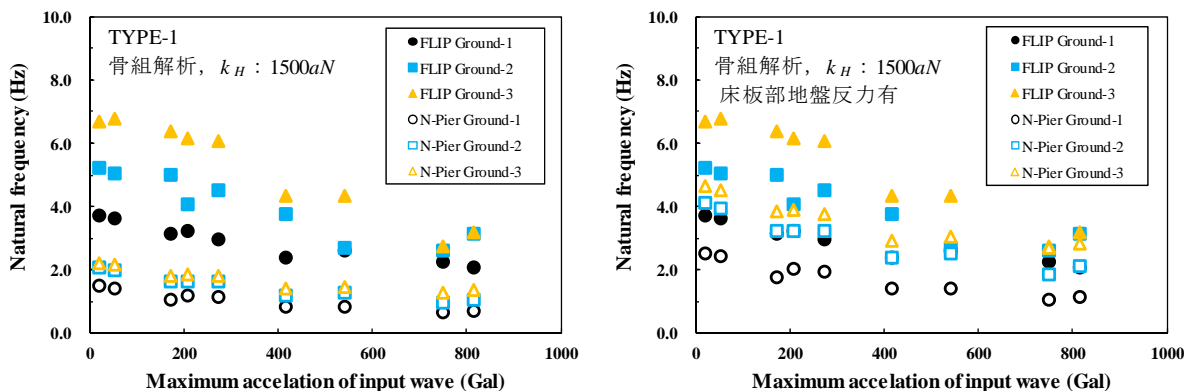 10.0
8.0
6.0
4.0
2.0
0.0
0
200
400
600
800
1000
Natural frequency (Hz)
Maximum accelation of input wave (Gal)
TYPE-1
骨組解析，k H：1500aN
FLIP Ground-1
FLIP Ground-2
FLIP Ground-3
N-Pier Ground-1
N-Pier Ground-2
N-Pier Ground-3
10.0
8.0
6.0
4.0
2.0
0.0
0
200
400
600
800
1000
Natural frequency (Hz)
Maximum accelation of input wave (Gal)
TYPE-1
骨組解析，k H：1500aN
床板部地盤反力有
FLIP Ground-1
FLIP Ground-2
FLIP Ground-3
N-Pier Ground-1
N-Pier Ground-2
N-Pier Ground-3